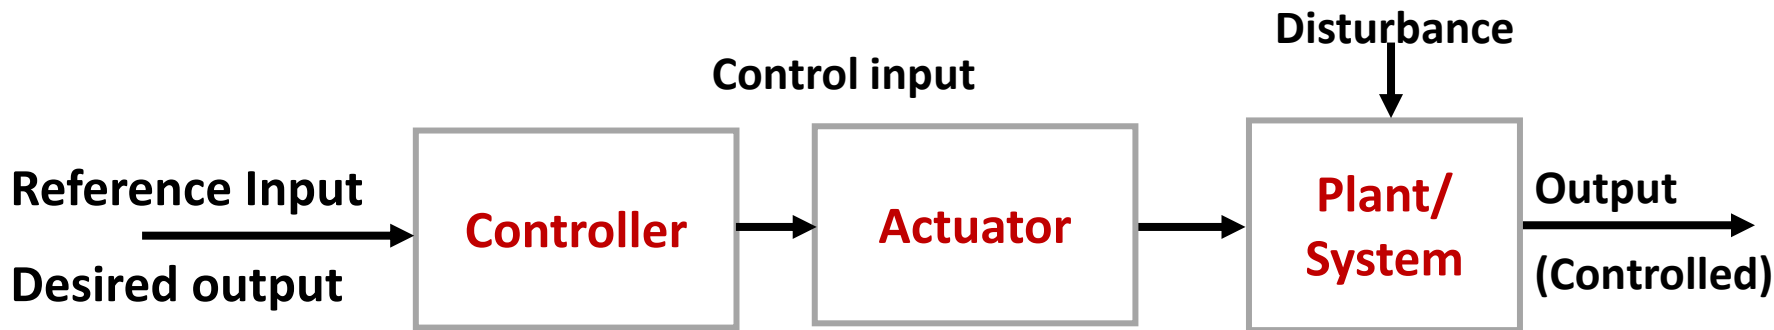 Disturbance
Control input
Reference Input
Desired output
Controller
Actuator
Plant/
System
Output
(Controlled)